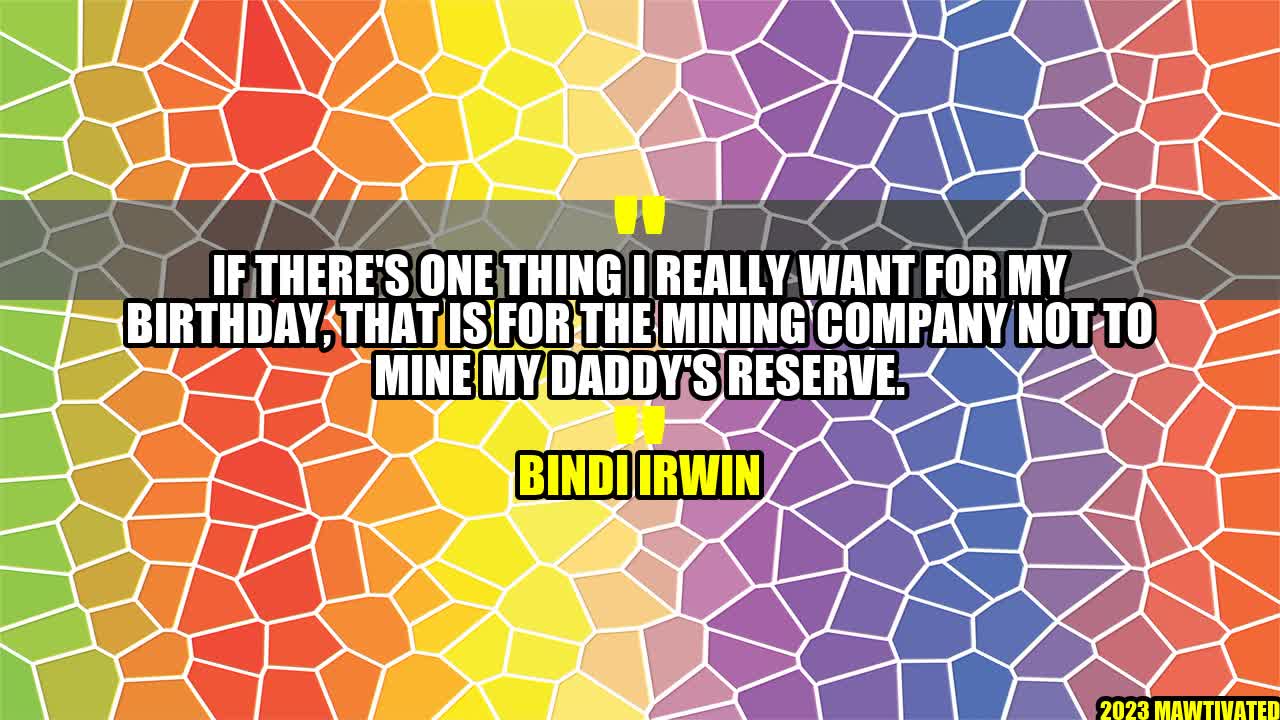 "
IF THERE'S ONE THING I REALLY WANT FOR MY
BIRTHDAY, THAT IS FOR THE MINING COMPANY NOT TO
MINE MY DADDY'S RESERVE.
"
BINDI IRWIN
2023 MAWTIVATED